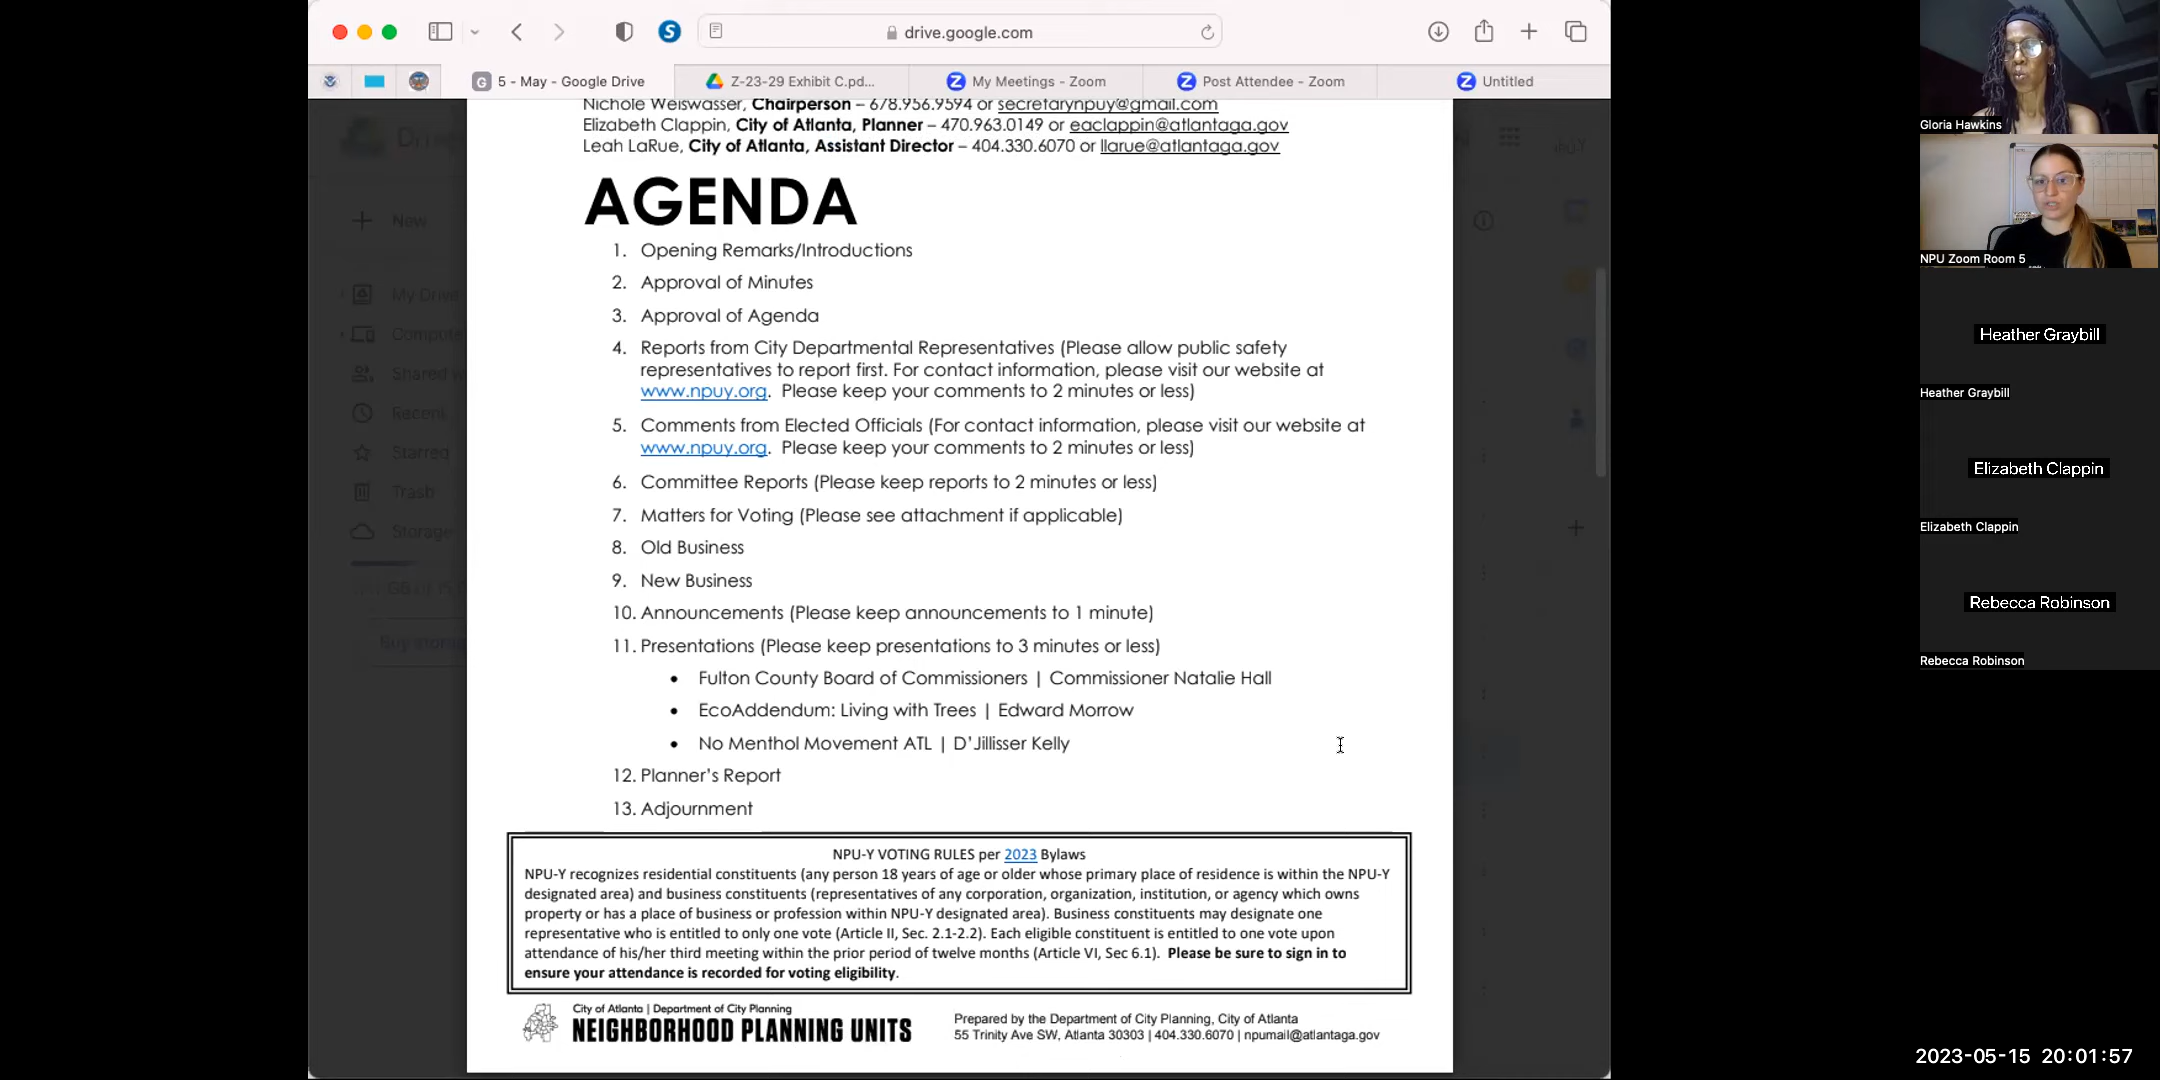 drive.google.com
5 - May - Google Drive
Z-23-29 Exhibit C.pd...
My Meetings - Zoom
Post Attendee - Zoom
Untitled
Nichole Weiswasser, Chairperson – 678.956.9594 or secretarynpuy@gmail.com
Elizabeth Clappin, City of Atlanta, Planner – 470.963.0149 or eaclappin@atlantaga.gov
Leah LaRue, City of Atlanta, Assistant Director – 404.330.6070 or llarue@atlantaga.gov
AGENDA
1. Opening Remarks/Introductions
2. Approval of Minutes
3. Approval of Agenda
4. Reports from City Departmental Representatives (Please allow public safety
representatives to report first. For contact information, please visit our website at
www.npuy.org. Please keep your comments to 2 minutes or less)
5. Comments from Elected Officials (For contact information, please visit our website at
www.npuy.org. Please keep your comments to 2 minutes or less)
6. Committee Reports (Please keep reports to 2 minutes or less)
7. Matters for Voting (Please see attachment if applicable)
8. Old Business
9. New Business
10. Announcements (Please keep announcements to 1 minute)
11. Presentations (Please keep presentations to 3 minutes or less)
• Fulton County Board of Commissioners | Commissioner Natalie Hall
• EcoAddendum: Living with Trees | Edward Morrow
• No Menthol Movement ATL | D'Jillisser Kelly
12. Planner's Report
13. Adjournment
NPU-Y VOTING RULES per 2023 Bylaws
NPU-Y recognizes residential constituents (any person 18 years of age or older whose primary place of residence is within the NPU-Y
designated area) and business constituents (representatives of any corporation, organization, institution, or agency which owns
property or has a place of business or profession within NPU-Y designated area). Business constituents may designate one
representative who is entitled to only one vote (Article II, Sec. 2.1-2.2). Each eligible constituent is entitled to one vote upon
attendance of his/her third meeting within the prior period of twelve months (Article VI, Sec 6.1). Please be sure to sign in to
ensure your attendance is recorded for voting eligibility.
City of Atlanta | Department of City Planning
NEIGHBORHOOD PLANNING UNITS
Prepared by the Department of City Planning, City of Atlanta
55 Trinity Ave SW, Atlanta 30303 | 404.330.6070 | npumail@atlantaga.gov
New
My Drive
Compute
Shared
Recent
Starred
Trash
Storage
Gloria Hawkins
NPU Zoom Room 5
Heather Graybill
Heather Graybill
Elizabeth Clappin
Elizabeth Clappin
Rebecca Robinson
Rebecca Robinson
2023-05-15 20:01:57